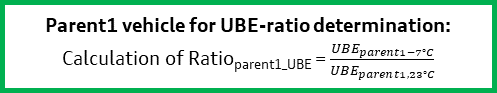 Parent1 vehicle for UBE-ratio determination:
Calculation of Ratioparent1_UBE = UBEparent1−7°C / UBEparent1,23°C